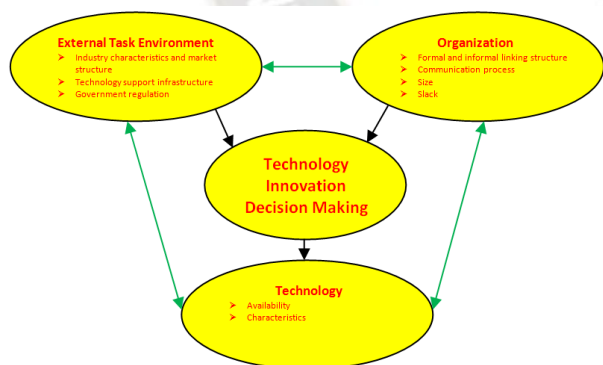 External Task Environment
➢ Industry characteristics and market
structure
➢ Technology support infrastructure
➢ Government regulation
Organization
➢ Formal and informal linking structure
➢ Communication process
➢ Size
➢ Slack
Technology
Innovation
Decision Making
Technology
➢ Availability
➢ Characteristics